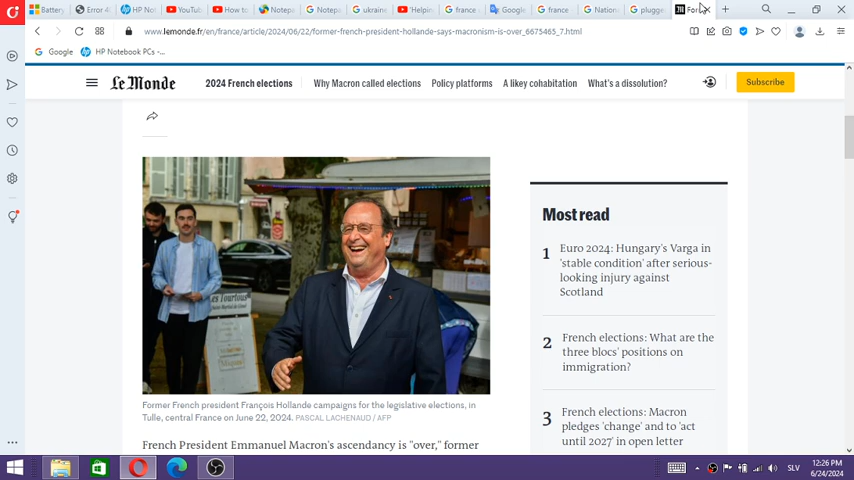 Battery
Error 4
HP Not
YouTub
How to
Notepa
Notepa
ukraine
'Helpin
france
Google
france
Nation
plugge
For
www.lemonde.fr/en/france/article/2024/06/22/former-french-president-hollande-says-macronism-is-over_6675465_7.html
Google
HP Notebook PCs -...
Le Monde
2024 French elections
Why Macron called elections
Policy platforms
A likey cohabitation
What's a dissolution?
Subscribe
Les Tourtous
Former French president François Hollande campaigns for the legislative elections, in
Tulle, central France on June 22, 2024. PASCAL LACHENAUD / AFP
French President Emmanuel Macron's ascendancy is "over," former
Most read
1 Euro 2024: Hungary's Varga in
'stable condition' after serious-
looking injury against
Scotland
2 French elections: What are the
three blocs' positions on
immigration?
3 French elections: Macron
pledges 'change' and to 'act
until 2027' in open letter
SLV
12:26 PM
6/24/2024